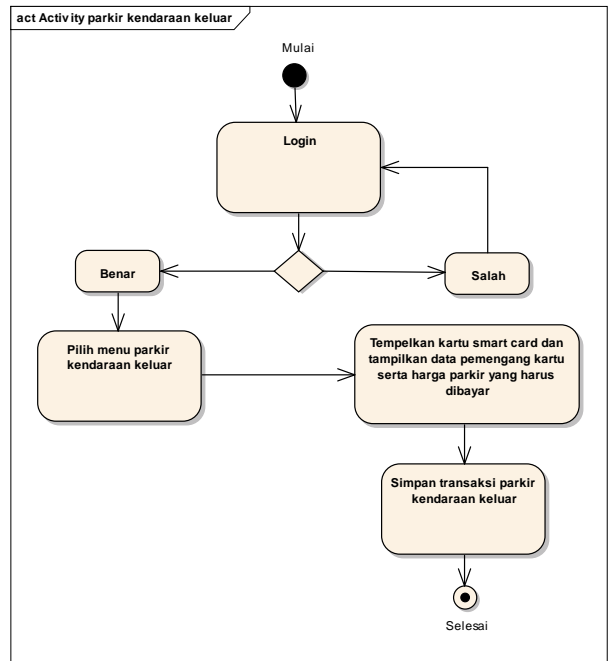 act Activity parkir kendaraan keluar
Mulai
Login
Benar
Salah
Pilih menu parkir
kendaraan keluar
Tempelkan kartu smart card dan
tampilkan data pemengang kartu
serta harga parkir yang harus
dibayar
Simpan transaksi parkir
kendaraan keluar
Selesai